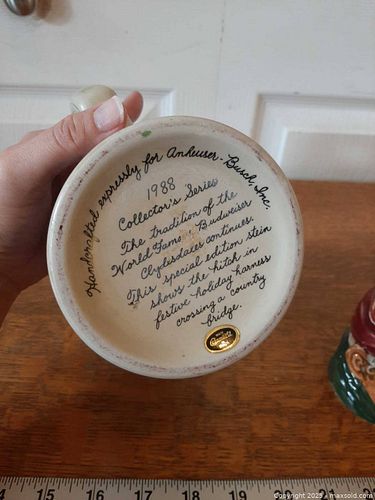 Handcrafted expressly for Anheuser-Busch, Inc.
1988
Collector's Series
The tradition of the
World Famous Budweiser
Clydesdales continues.
This special edition stein
shows the hitch in
festive holiday harness
crossing a country
bridge.
14 15 16 17 18 19 20 21
Copyright 2025 - maxsold.com